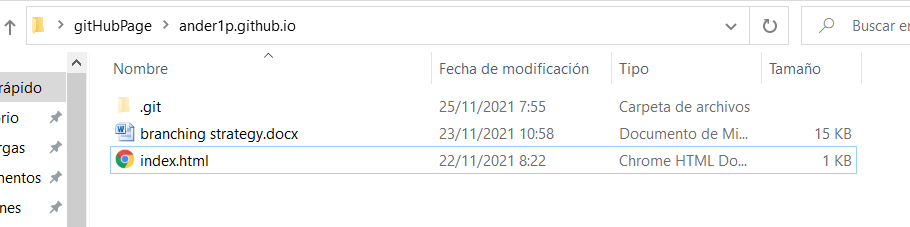 gitHubPage > ander1p.github.io
Buscar en
Nombre Fecha de modificación Tipo Tamaño
rápido
.git 25/11/2021 7:55 Carpeta de archivos
rio
branching strategy.docx 23/11/2021 10:58 Documento de Mi... 15 KB
rgas
index.html 22/11/2021 8:22 Chrome HTML Do... 1 KB
mentos
nes